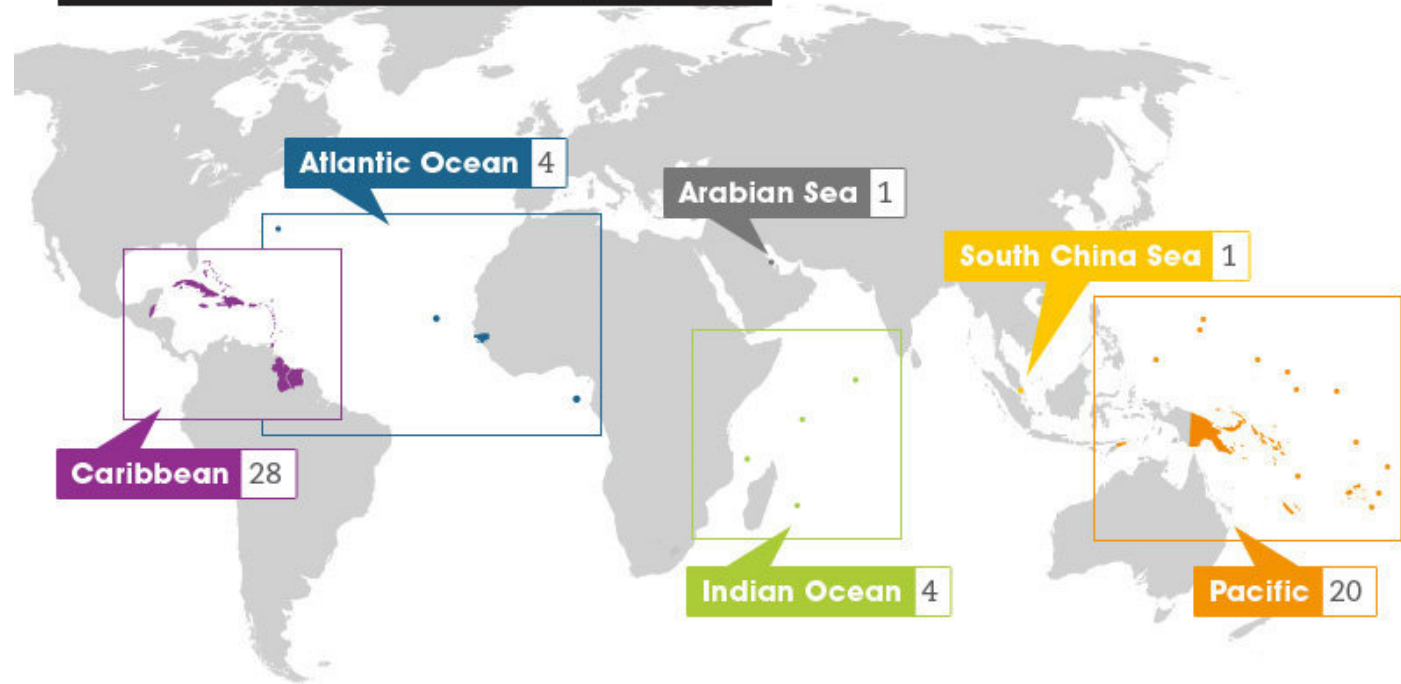 Atlantic Ocean 4
Arabian Sea 1
South China Sea 1
Caribbean 28
Indian Ocean 4
Pacific 20